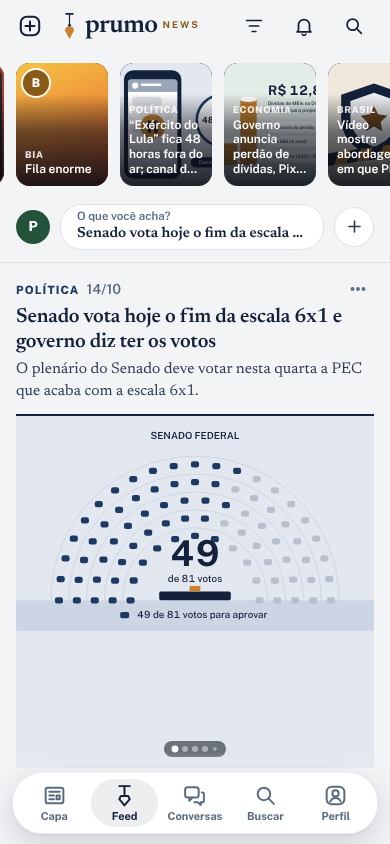 prumo NEWS
B
BIA
Fila enorme
POLÍTICA
“Exército do
Lula” fica 48
horas fora do
ar; canal d...
48
R$ 12,8
ECONOMIA
Governo
anuncia
perdão de
dívidas, Pix...
BRASIL
Vídeo
mostra
abordage
em que P
P
O que você acha?
Senado vota hoje o fim da escala ...
POLÍTICA 14/10
Senado vota hoje o fim da escala 6x1 e
governo diz ter os votos
O plenário do Senado deve votar nesta quarta a PEC
que acaba com a escala 6x1.
SENADO FEDERAL
49
de 81 votos
49 de 81 votos para aprovar
Capa
Feed
Conversas
Buscar
Perfil